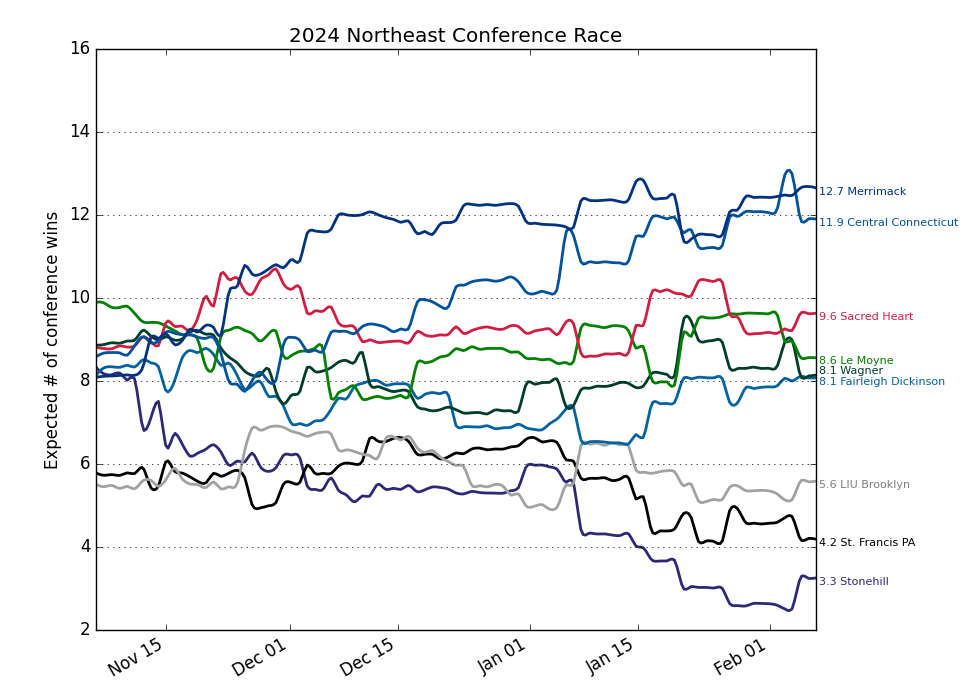 2024 Northeast Conference Race
Expected # of conference wins
16
14
12
10
8
6
4
2
Nov 15
Dec 01
Dec 15
Jan 01
Jan 15
Feb 01
12.7 Merrimack
11.9 Central Connecticut
9.6 Sacred Heart
8.6 Le Moyne
8.1 Wagner
8.1 Fairleigh Dickinson
5.6 LIU Brooklyn
4.2 St. Francis PA
3.3 Stonehill